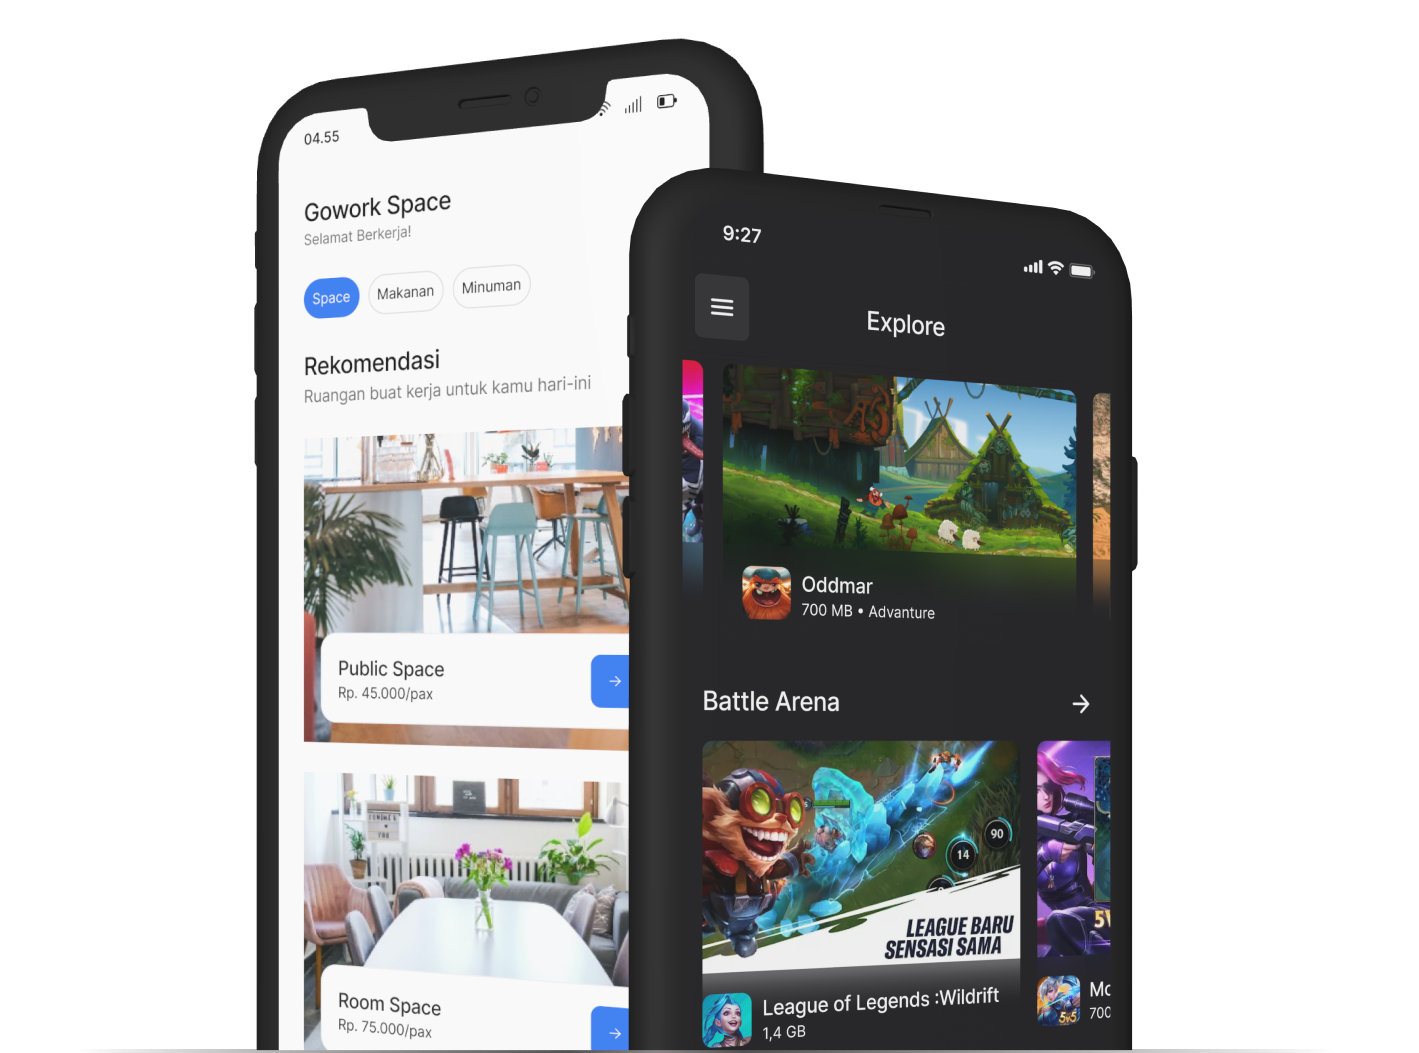 04.55
Gowork Space
Selamat Berkerja!
Space
Makanan
Minuman
Rekomendasi
Ruangan buat kerja untuk kamu hari-ini
Public Space
Rp. 45.000/pax
Room Space
Rp. 75.000/pax
9:27
Explore
Oddmar
700 MB • Advanture
Battle Arena
90
14
LEAGUE BARU
SENSASI SAMA
League of Legends :Wildrift
1,4 GB
5v5
700